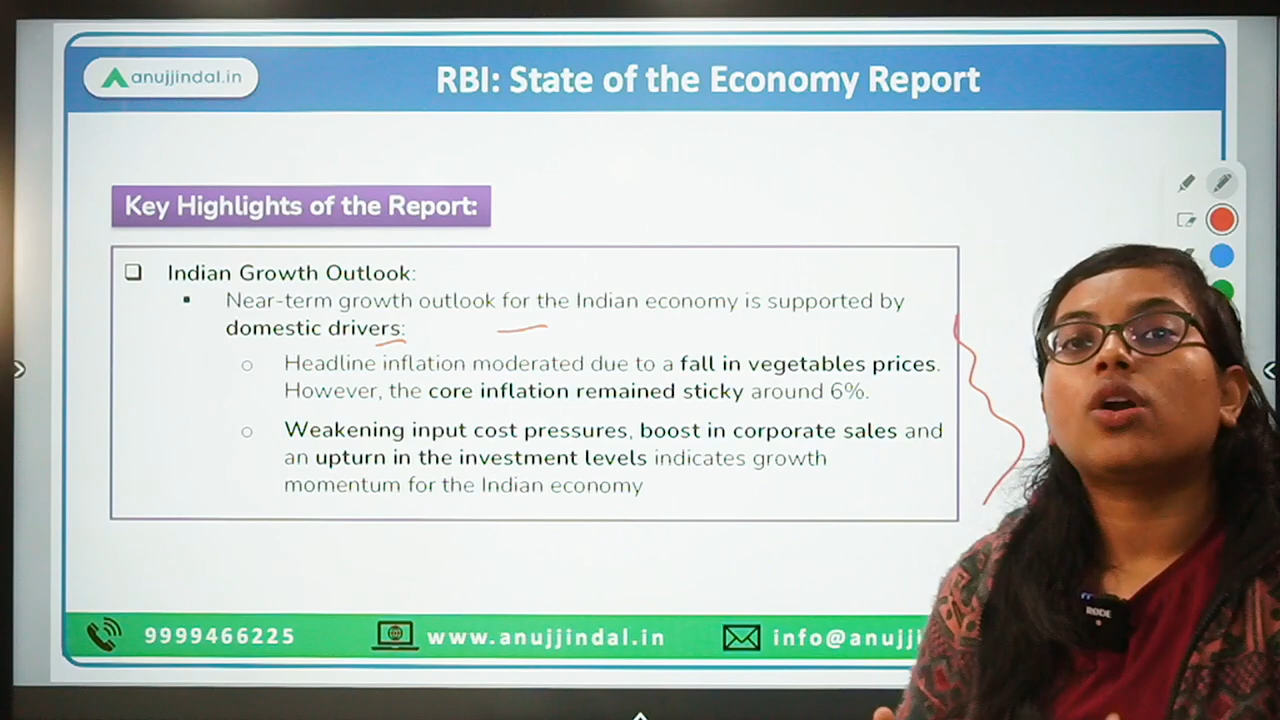 anujjindal.in
RBI: State of the Economy Report
Key Highlights of the Report:
Indian Growth Outlook:
Near-term growth outlook for the Indian economy is supported by
domestic drivers:
Headline inflation moderated due to a fall in vegetables prices.
However, the core inflation remained sticky around 6%.
Weakening input cost pressures, boost in corporate sales and
an upturn in the investment levels indicates growth
momentum for the Indian economy
9999466225
www.anujjindal.in
info@anujji
RODE